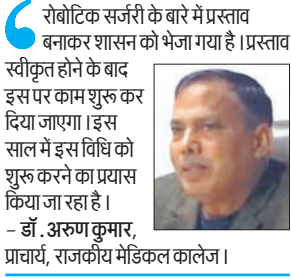 रोबोटिक सर्जरी के बारे में प्रस्ताव
बनाकर शासन को भेजा गया है ।प्रस्ताव
स्वीकृत होने के बाद
इस पर काम शुरू कर
दिया जाएगा ।इस
साल में इस विधि को
शुरू करने का प्रयास
किया जा रहा है ।
– डॉ. अरुण कुमार,
प्राचार्य, राजकीय मेडिकल कालेज ।